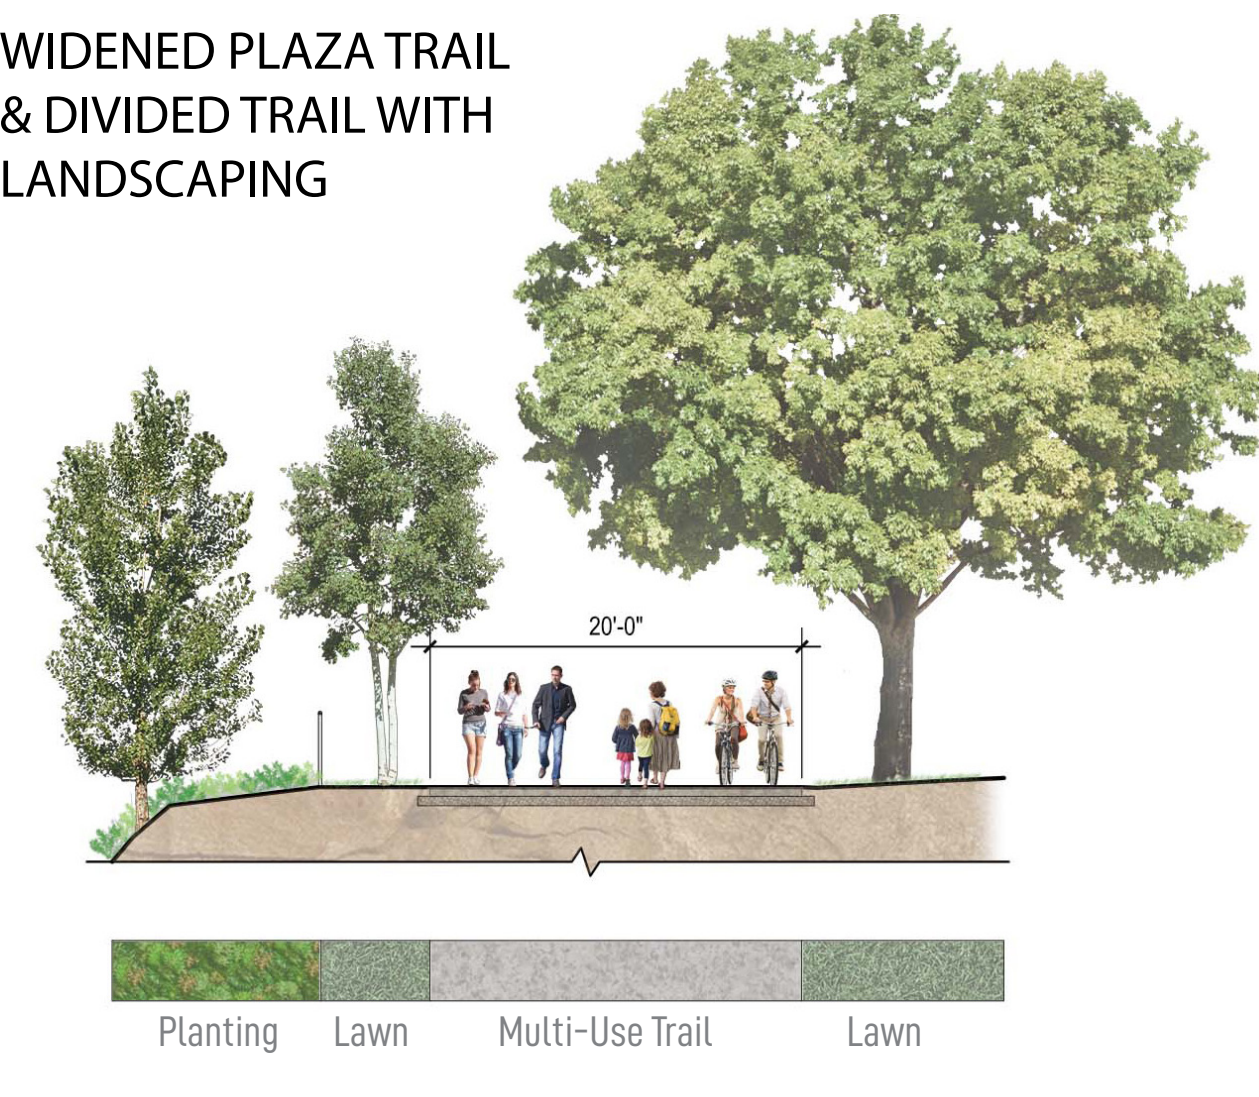 WIDENED PLAZA TRAIL
& DIVIDED TRAIL WITH
LANDSCAPING
20'-0"
Planting
Lawn
Multi-Use Trail
Lawn